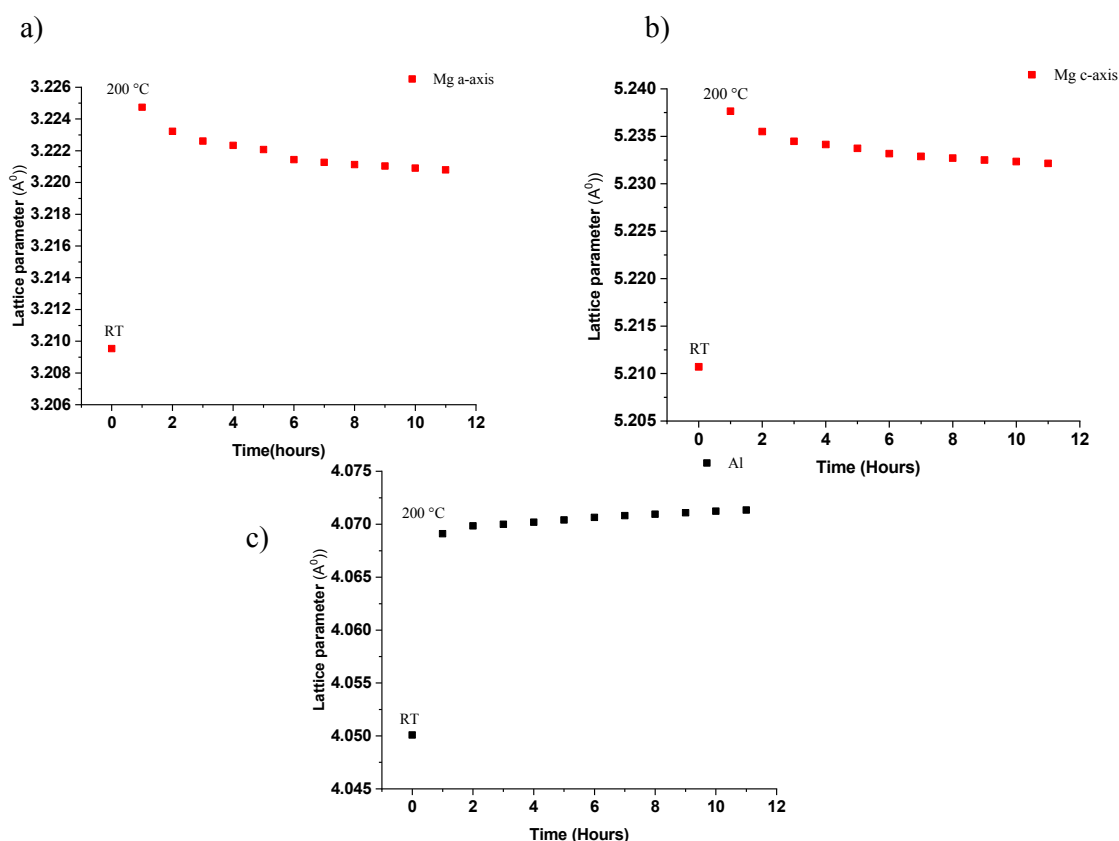 a)
Mg a-axis
200 °C
RT
3.226
3.224
3.222
3.220
3.218
3.216
3.214
3.212
3.210
3.208
3.206
Lattice parameter (A⁰))
0 2 4 6 8 10 12
Time(hours)
b)
Mg c-axis
200 °C
RT
5.240
5.235
5.230
5.225
5.220
5.215
5.210
5.205
Lattice parameter (A⁰))
0 2 4 6 8 10 12
Time (Hours)
c)
Al
200 °C
RT
4.075
4.070
4.065
4.060
4.055
4.050
4.045
Lattice parameter (A⁰))
0 2 4 6 8 10 12
Time (Hours)